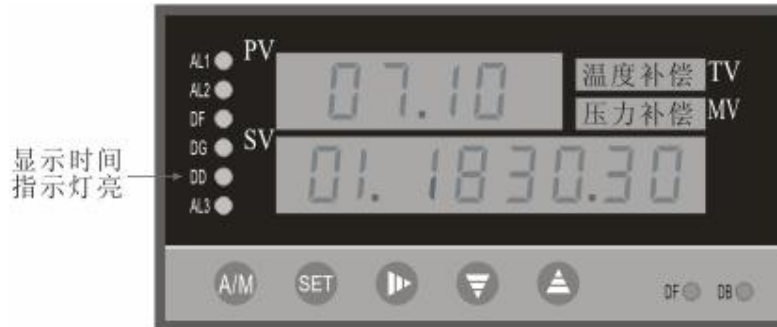 AL1
AL2
DF
DG
DD
AL3
PV
07.10
温度补偿 TV
压力补偿 MV
SV
01.1830.30
显示时间
指示灯亮
A/M
SET
DF
DB